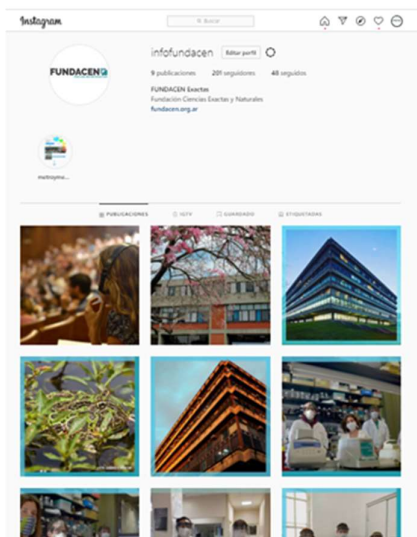 Instagram
Buscar
infofundacen Editar perfil
9 publicaciones 201 seguidores 40 seguidos
FUNDACEN Exactas
Fundación Ciencias Exactas y Naturales
fundacen.org.ar
FUNDACEN
PUBLICACIONES IGTV GUARDADO ETIQUETADAS